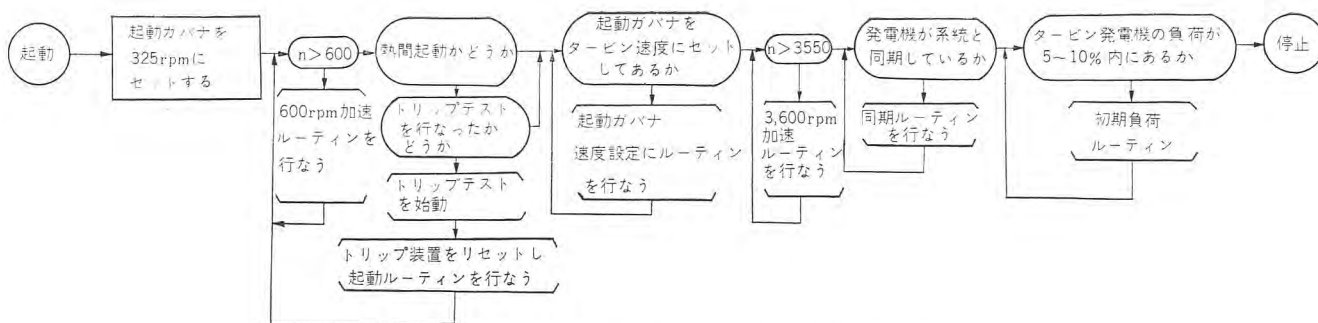 起動
起動ガバナを
325rpmに
セットする
n>600
600rpm加速
ルーティンを
行なう
熱間起動かどうか
トリップテスト
を行なったか
どうか
トリップテスト
を始動
トリップ装置をリセットし
起動ルーティンを行なう
起動ガバナを
タービン速度にセット
してあるか
起動ガバナ
速度設定にルーティン
を行なう
n>3550
3,600rpm
加速
ルーティン
を行なう
発電機が系統と
同期しているか
同期ルーティン
を行なう
タービン発電機の負荷が
5~10%内にあるか
初期負荷
ルーティン
停止